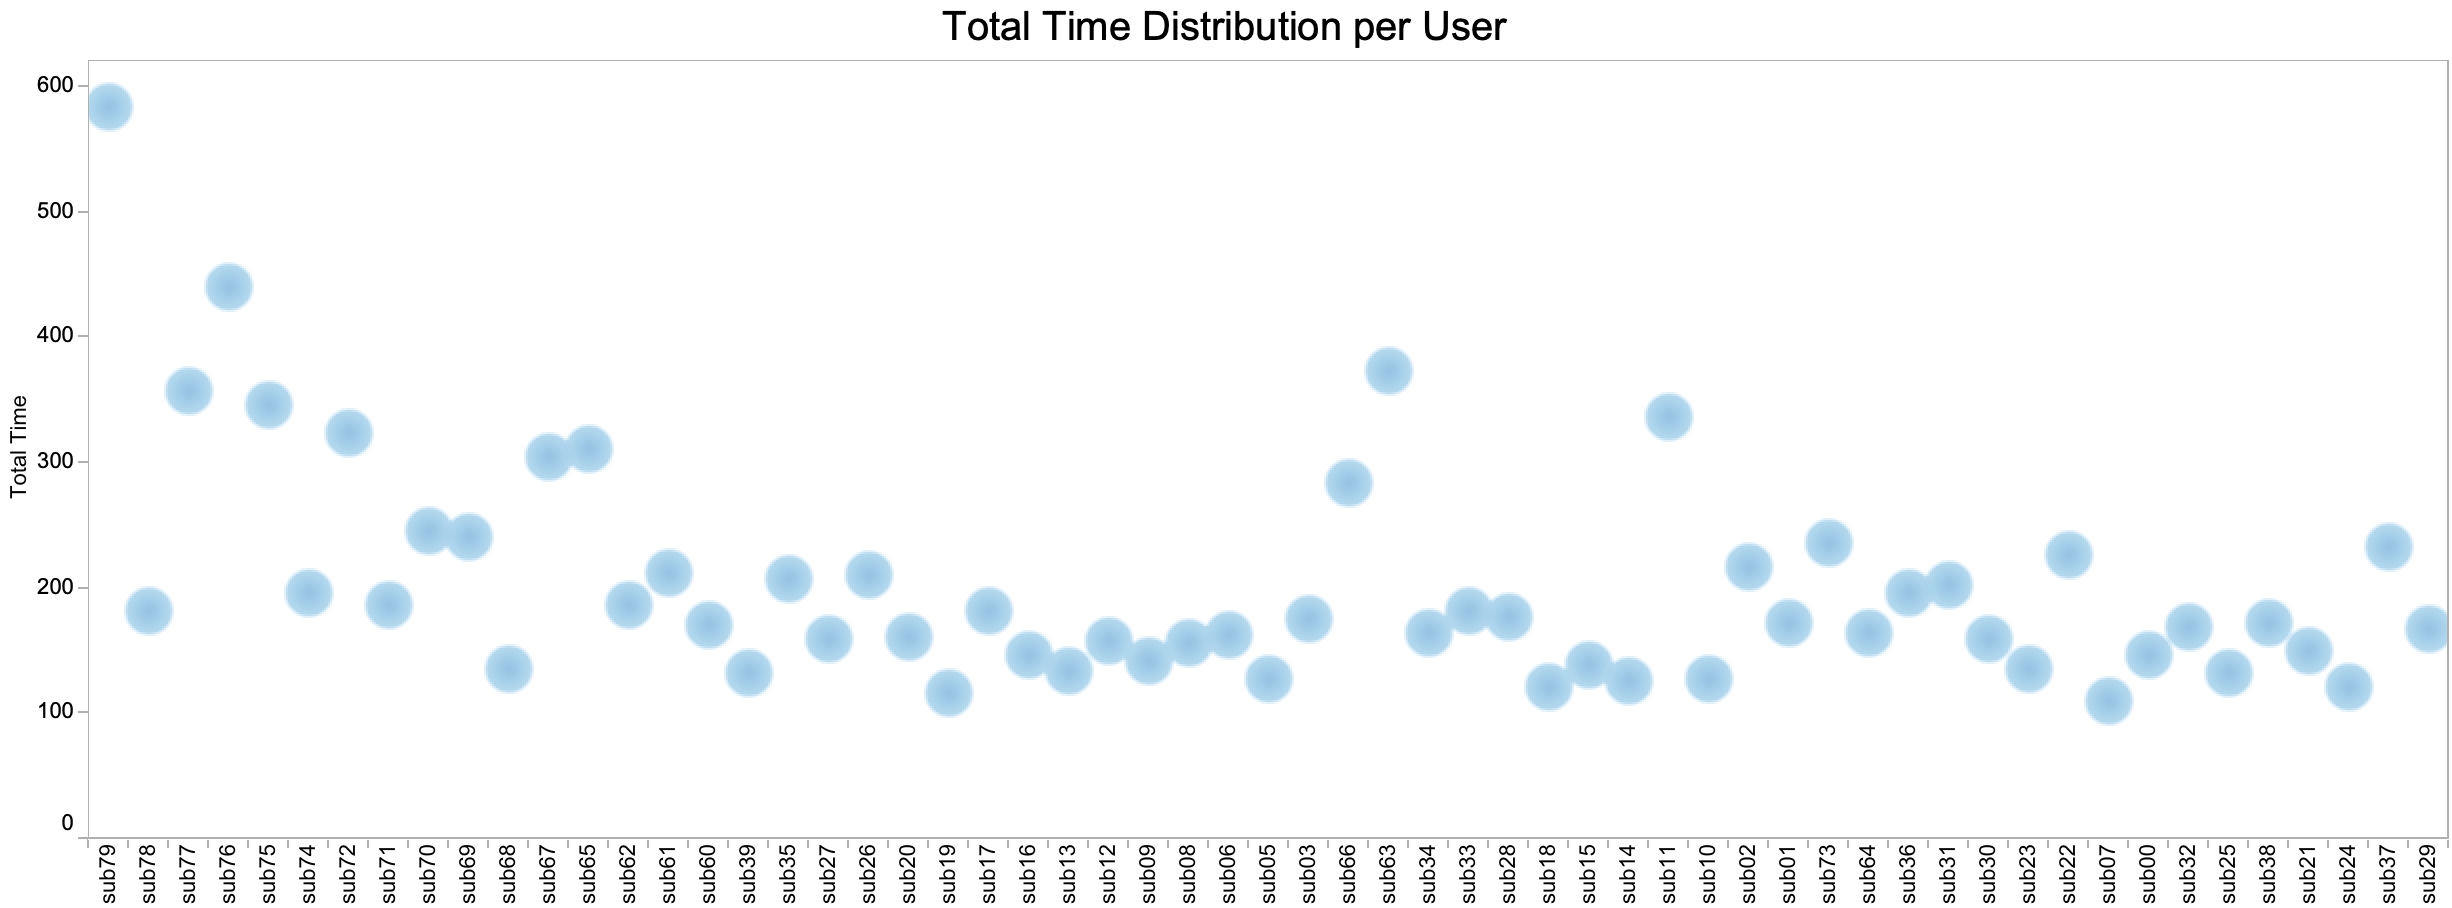 Total Time Distribution per User
600
500
400
300
200
100
0
Total Time
sub79
sub78
sub77
sub76
sub75
sub74
sub72
sub71
sub70
sub69
sub68
sub67
sub65
sub62
sub61
sub60
sub39
sub35
sub27
sub26
sub20
sub19
sub17
sub16
sub13
sub12
sub09
sub08
sub06
sub05
sub03
sub66
sub63
sub34
sub33
sub28
sub18
sub15
sub14
sub11
sub10
sub02
sub01
sub73
sub64
sub36
sub31
sub30
sub23
sub22
sub07
sub00
sub32
sub25
sub38
sub21
sub24
sub37
sub29